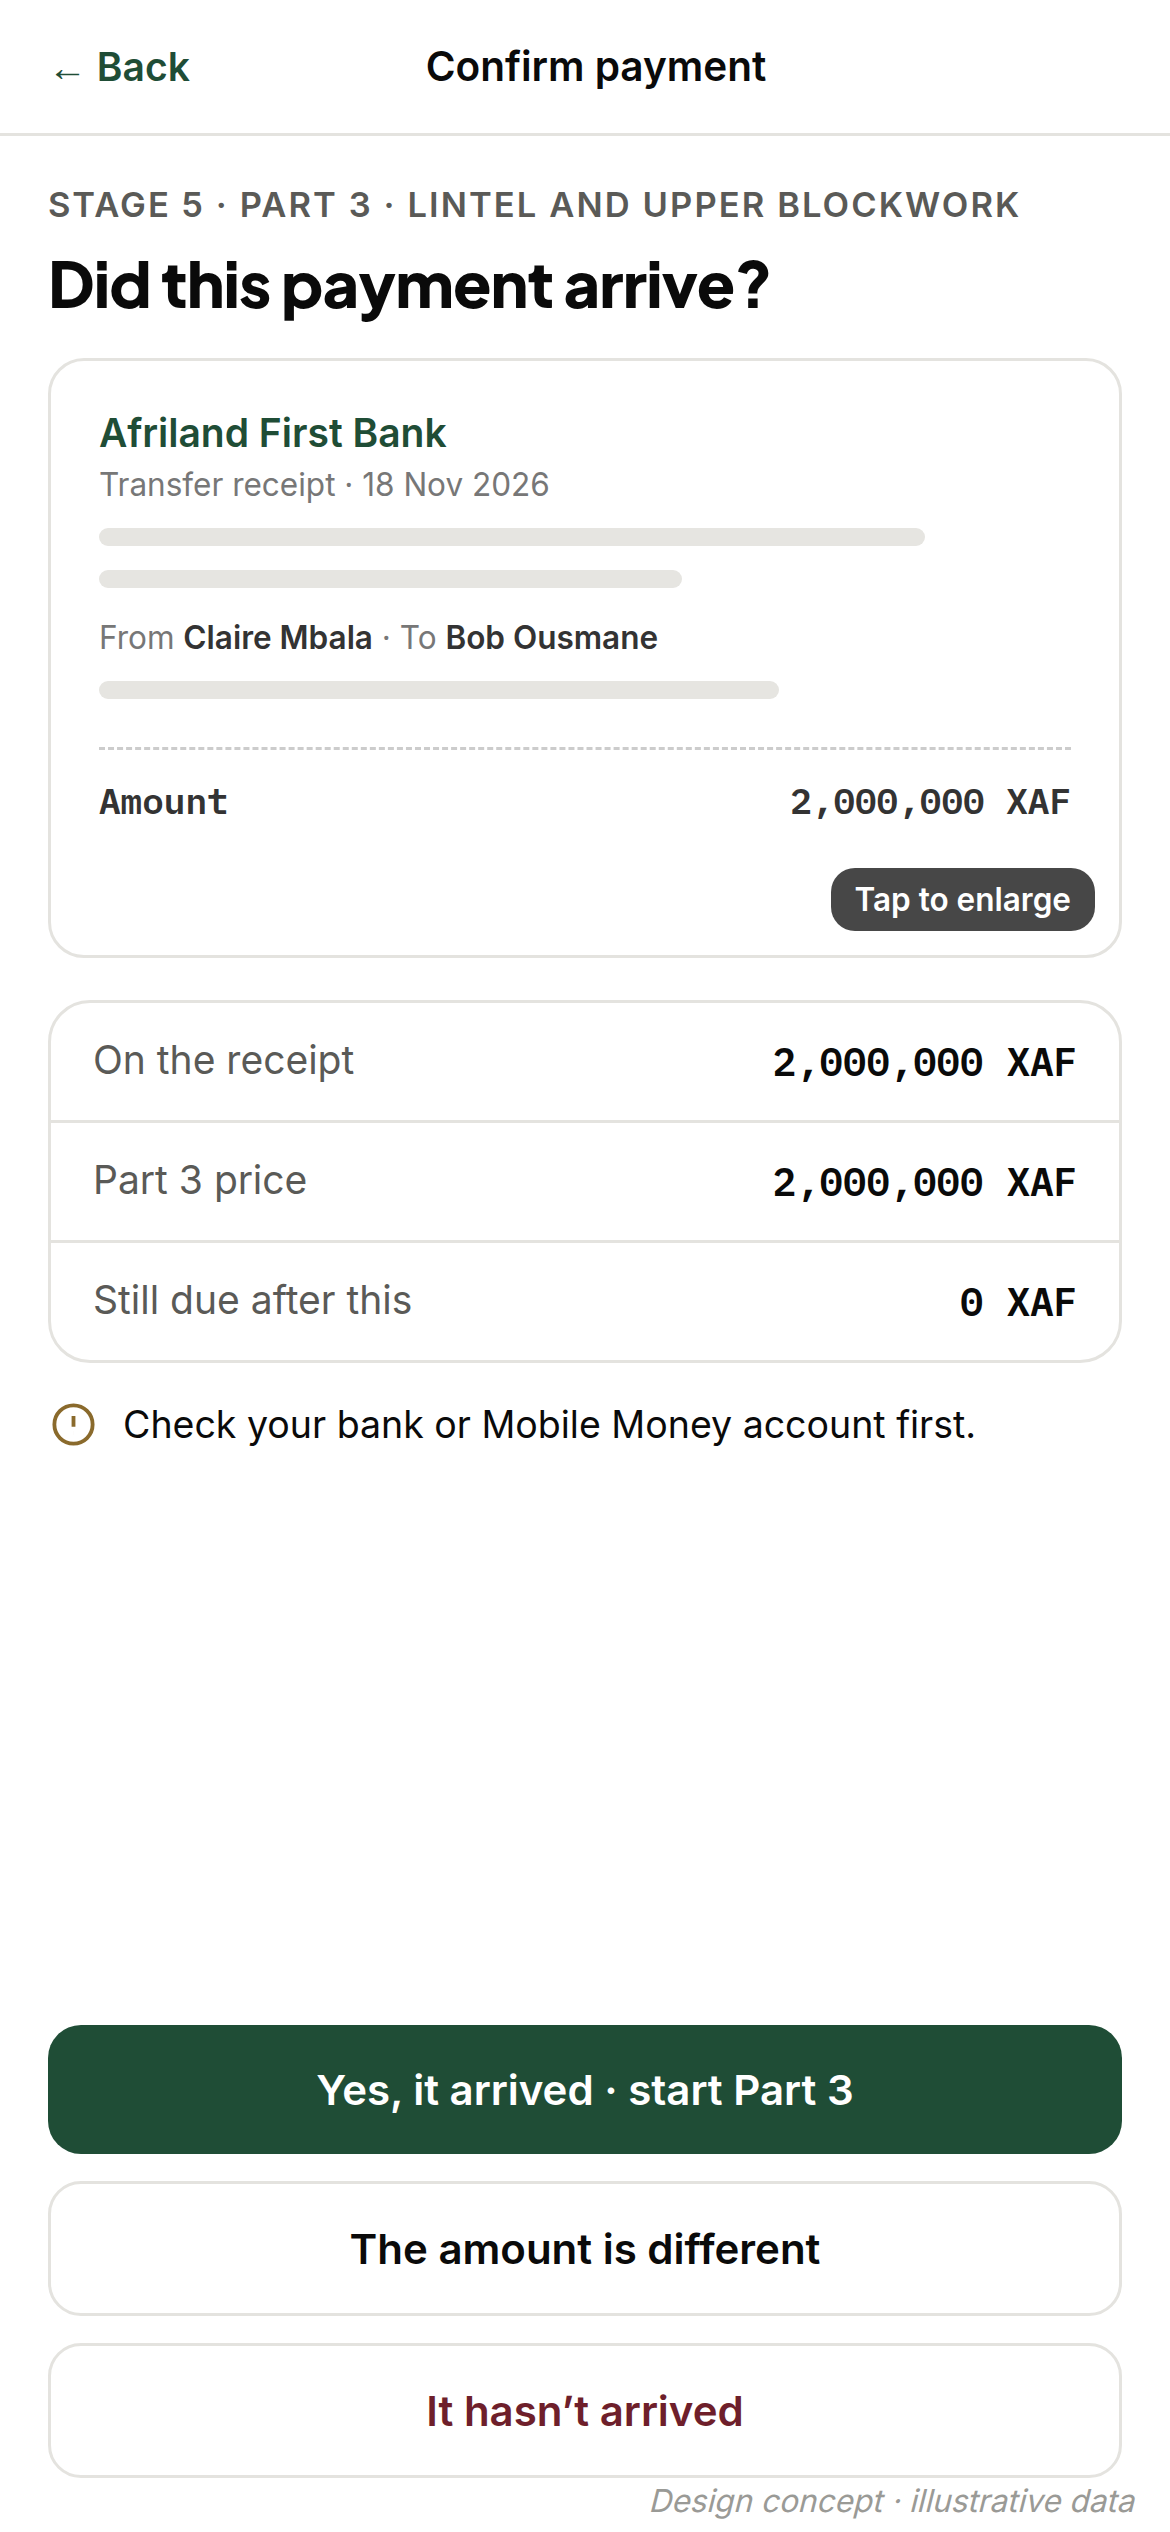 ← Back
Confirm payment
STAGE 5 · PART 3 · LINTEL AND UPPER BLOCKWORK
Did this payment arrive?
Afriland First Bank
Transfer receipt · 18 Nov 2026
From Claire Mbala · To Bob Ousmane
Amount 2,000,000 XAF
Tap to enlarge
On the receipt 2,000,000 XAF
Part 3 price 2,000,000 XAF
Still due after this 0 XAF
Check your bank or Mobile Money account first.
Yes, it arrived · start Part 3
The amount is different
It hasn’t arrived
Design concept · illustrative data